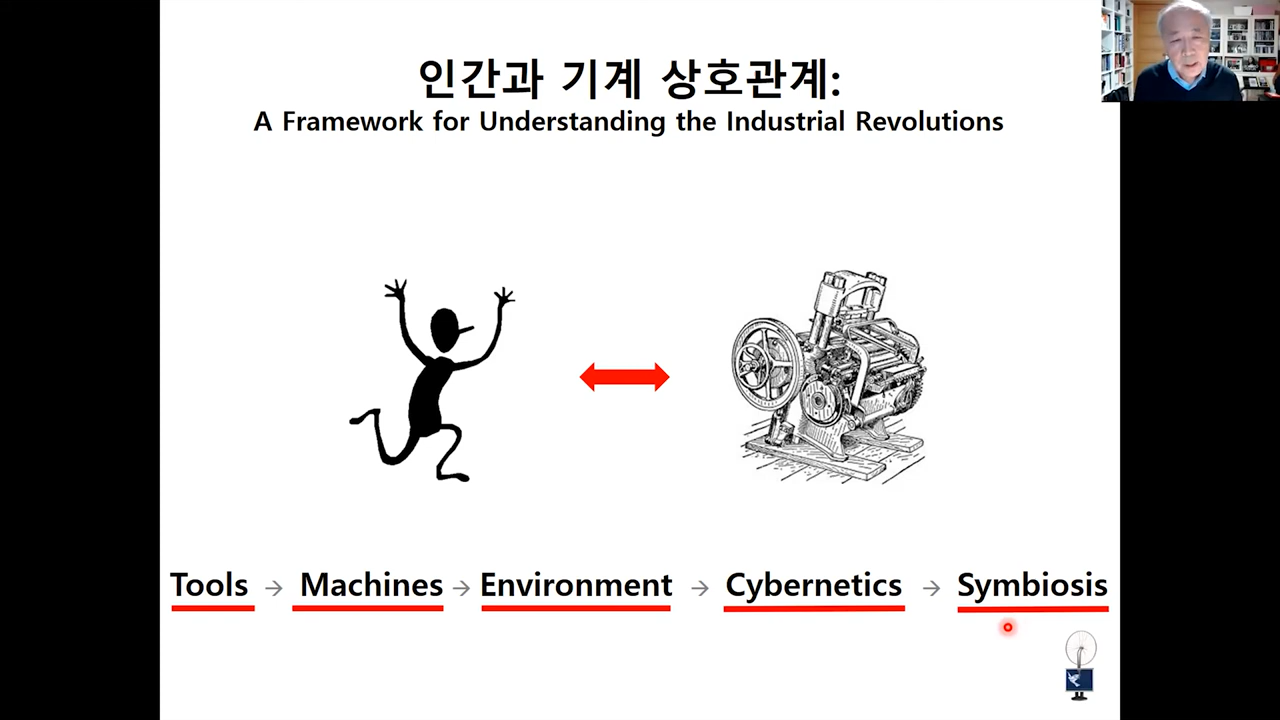 인간과 기계 상호관계:
A Framework for Understanding the Industrial Revolutions
Tools → Machines → Environment → Cybernetics → Symbiosis